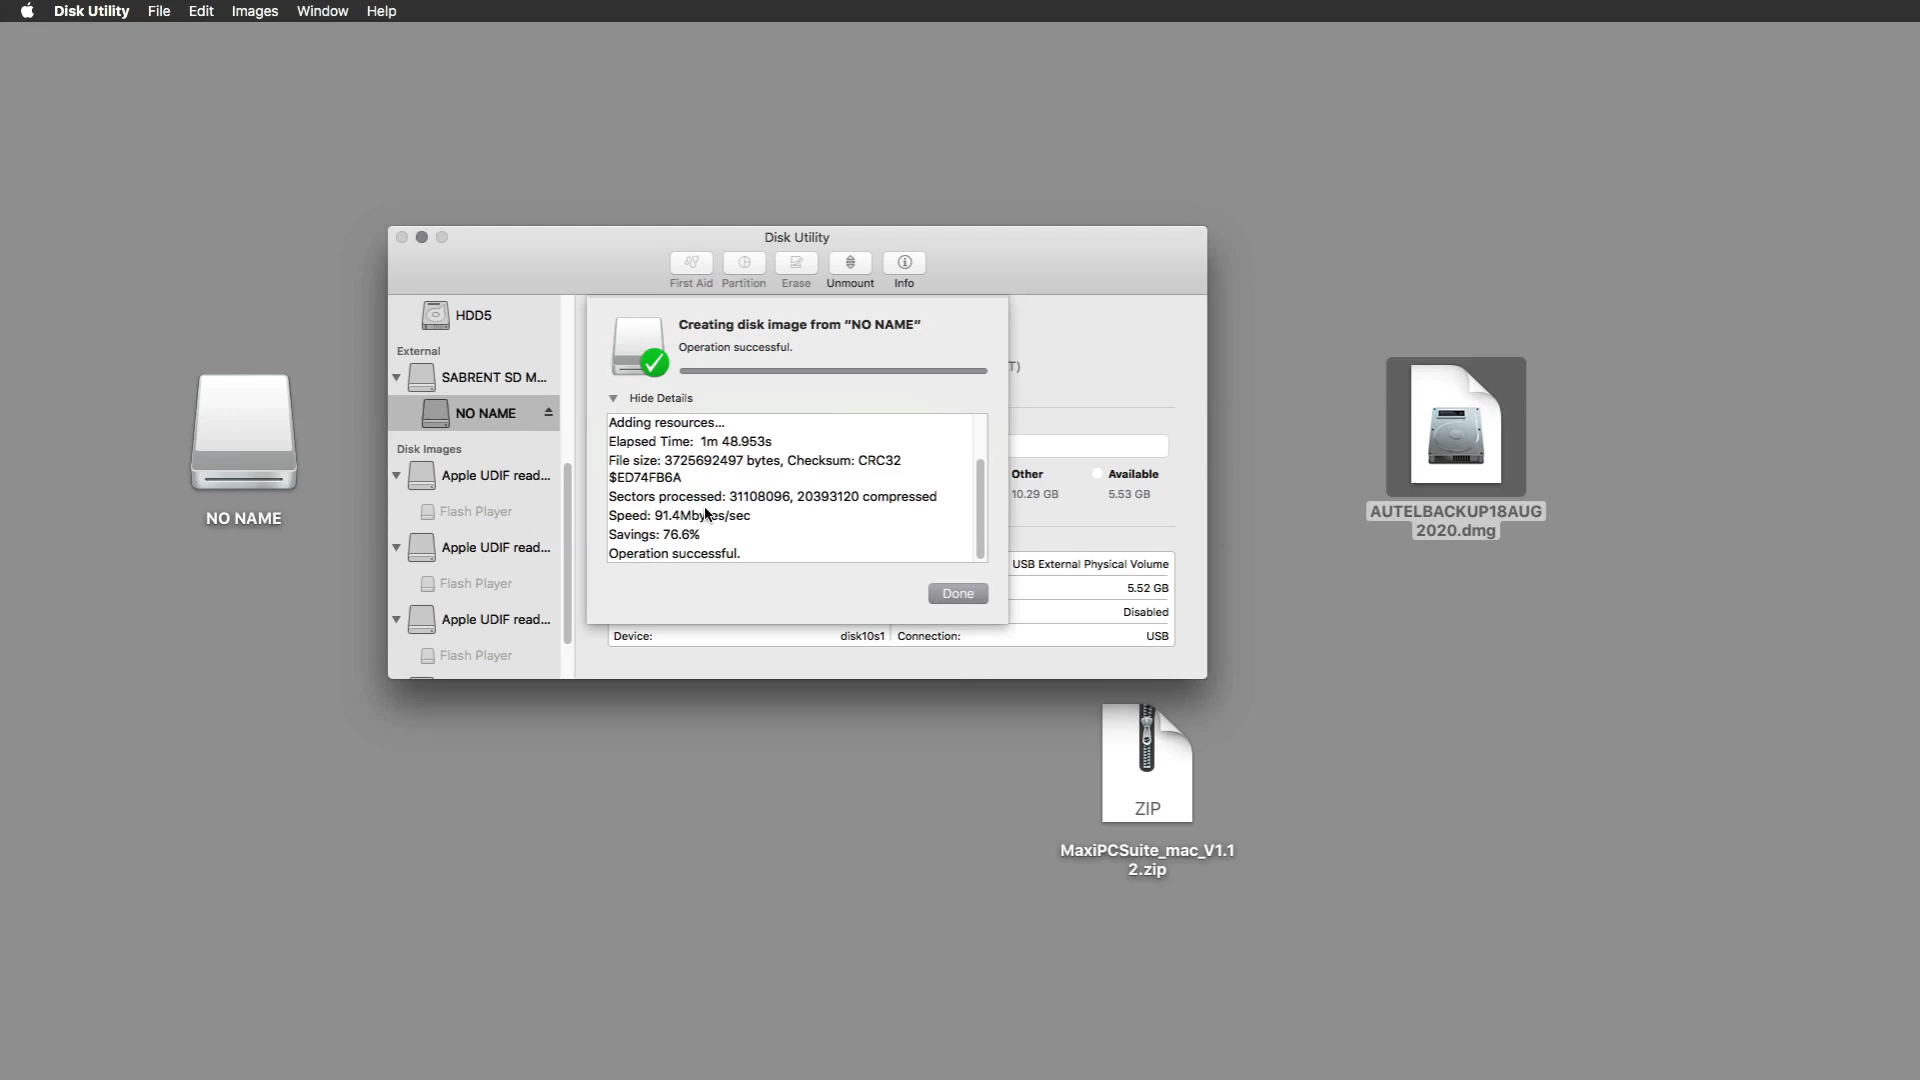 Disk Utility File Edit Images Window Help
Disk Utility
First Aid Partition Erase Unmount Info
HDD5
External
SABRENT SD M...
NO NAME
Disk Images
Apple UDIF read...
Flash Player
Apple UDIF read...
Flash Player
Apple UDIF read...
Flash Player
Creating disk image from “NO NAME”
Operation successful.
Hide Details
Adding resources...
Elapsed Time: 1m 48.953s
File size: 3725692497 bytes, Checksum: CRC32
$ED74FB6A
Sectors processed: 31108096, 20393120 compressed
Speed: 91.4Mbytes/sec
Savings: 76.6%
Operation successful.
Done
T)
Other Available
10.29 GB 5.53 GB
USB External Physical Volume
5.52 GB
Disabled
Device: disk10s1 Connection: USB
NO NAME
AUTELBACKUP18AUG
2020.dmg
ZIP
MaxiPCSuite_mac_V1.1
2.zip